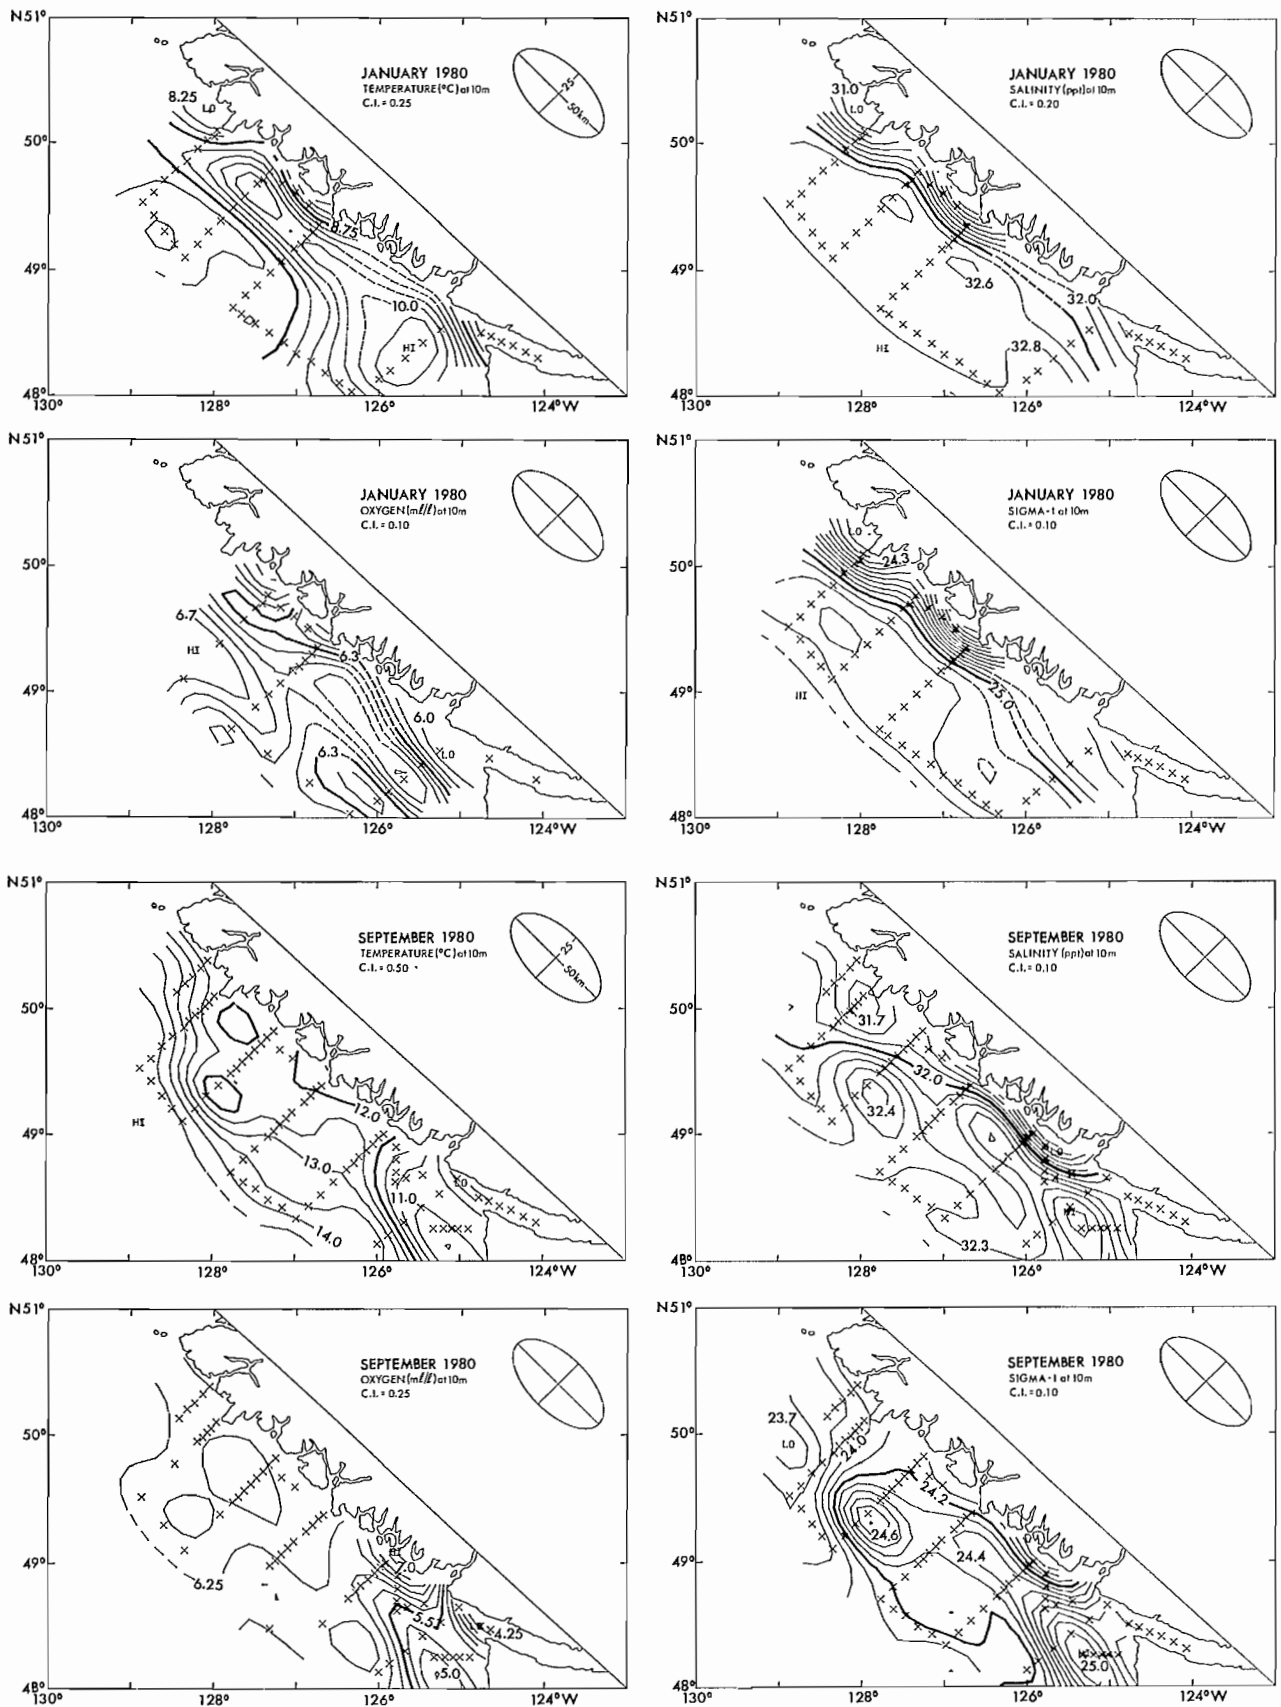 N51°
JANUARY 1980
TEMPERATURE (°C) at 10m
C.I. = 0.25
25
50km
8.25
LO
50°
8.75
49°
10.0
HI
48°
130° 128° 126° 124°W
N51°
JANUARY 1980
SALINITY (ppt) at 10m
C.I. = 0.20
31.0
LO
50°
49°
32.6
32.0
HI
32.8
48°
128° 126° 124°W
N51°
JANUARY 1980
OXYGEN (mℓ/ℓ) at 10m
C.I. = 0.10
50°
6.7
HI
6.3
49°
6.0
LO
6.3
48°
130° 128° 126° 124°W
N51°
JANUARY 1980
SIGMA-t at 10m
C.I. = 0.10
LO
24.3
50°
49°
HI
25.0
48°
128° 126° 124°W
N51°
SEPTEMBER 1980
TEMPERATURE (°C) at 10m
C.I. = 0.50
25
50km
50°
HI
12.0
49°
13.0
11.0
LO
14.0
48°
130° 128° 126° 124°W
N51°
SEPTEMBER 1980
SALINITY (ppt) at 10m
C.I. = 0.10
50°
31.7
32.0
32.4
49°
LO
HI
32.3
48°
128° 126° 124°W
N51°
SEPTEMBER 1980
OXYGEN (mℓ/ℓ) at 10m
C.I. = 0.25
50°
49°
HI
6.25
5.5
4.25
5.0
48°
130° 128° 126° 124°W
N51°
SEPTEMBER 1980
SIGMA-t at 10m
C.I. = 0.10
23.7
LO
24.0
50°
24.2
24.6
24.4
LO
49°
HI
25.0
48°
128° 126° 124°W